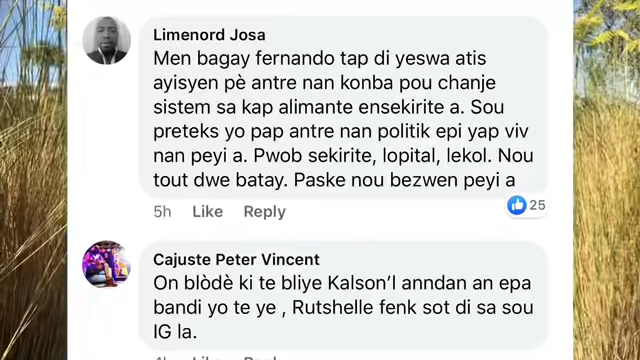 Limenord Josa
Men bagay fernando tap di yeswa atis
ayisyen pè antre nan konba pou chanje
sistem sa kap alimante ensekirite a. Sou
preteks yo pap antre nan politik epi yap viv
nan peyi a. Pwob sekirite, lopital, lekol. Nou
tout dwe batay. Paske nou bezwen peyi a
5h Like Reply 25
Cajuste Peter Vincent
On blòdè ki te bliye Kalson’l anndan an epa
bandi yo te ye , Rutshelle fenk sot di sa sou
IG la.